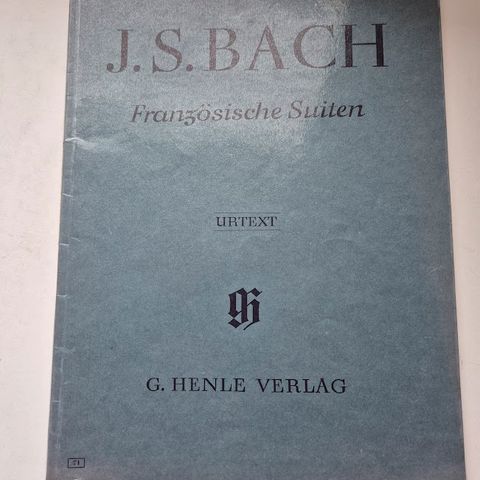 J.S.BACH
Französische Suiten
URTEXT
G. HENLE VERLAG